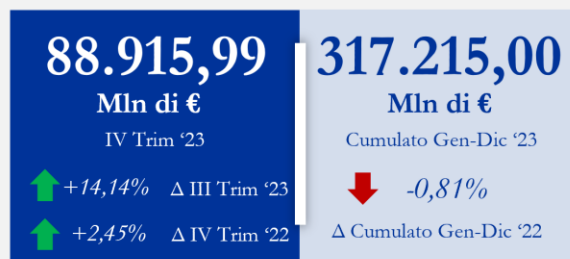 88.915,99
Mln di €
IV Trim ‘23
+14,14% Δ III Trim ‘23
+2,45% Δ IV Trim ‘22
317.215,00
Mln di €
Cumulato Gen-Dic ‘23
-0,81%
Δ Cumulato Gen-Dic ‘22